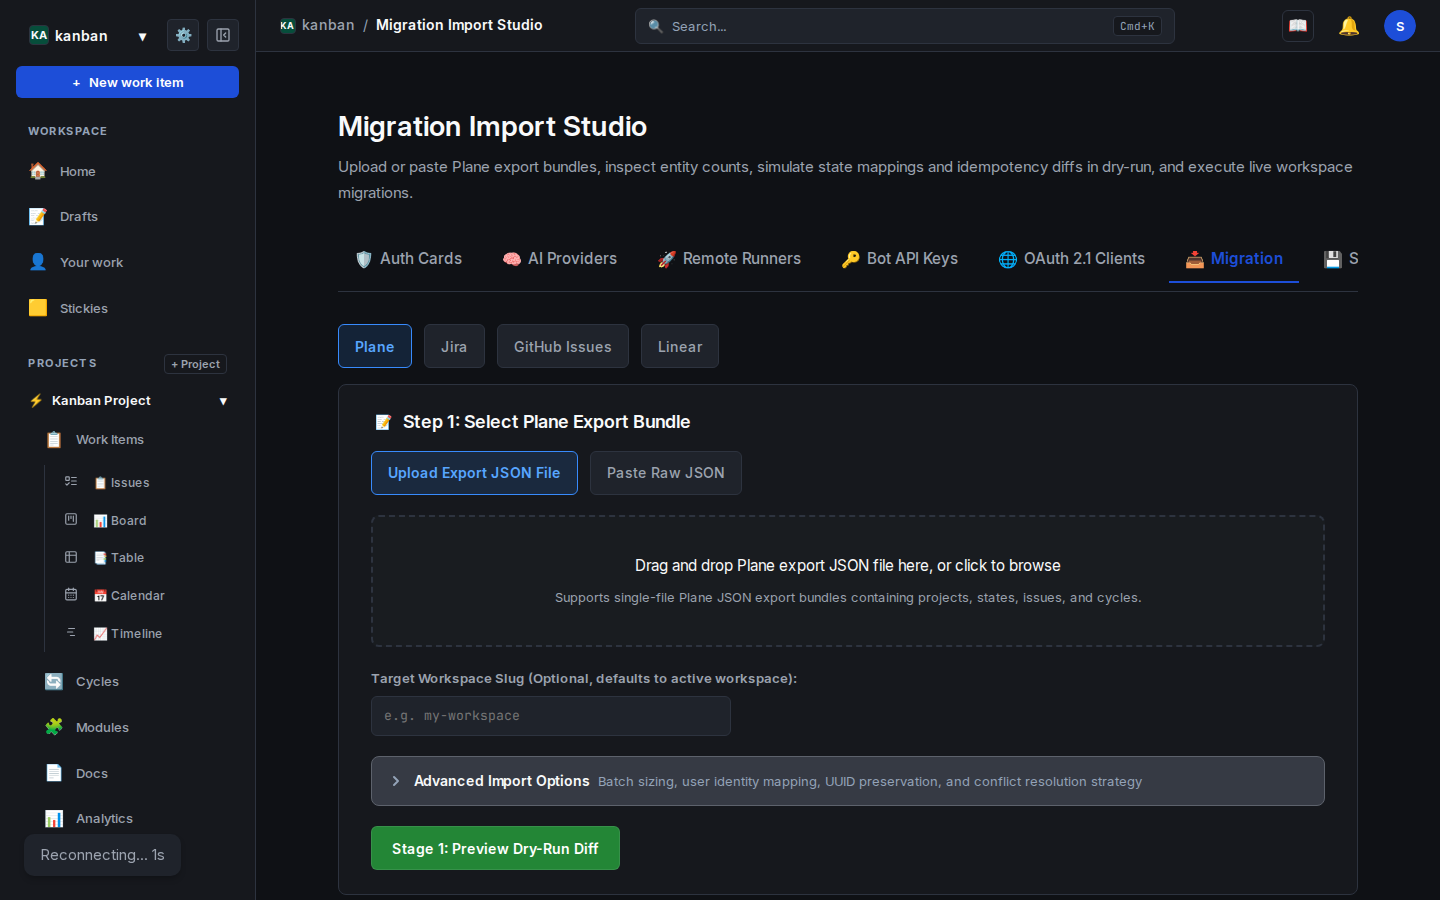 KA kanban ▾
+ New work item
WORKSPACE
Home
Drafts
Your work
Stickies
PROJECTS
+ Project
Kanban Project ▾
Work Items
Issues
Board
Table
Calendar
Timeline
Cycles
Modules
Docs
Analytics
Reconnecting... 1s
KA kanban / Migration Import Studio
Search...
Cmd+K
S
Migration Import Studio
Upload or paste Plane export bundles, inspect entity counts, simulate state mappings and idempotency diffs in dry-run, and execute live workspace
migrations.
Auth Cards
AI Providers
Remote Runners
Bot API Keys
OAuth 2.1 Clients
Migration
S
Plane
Jira
GitHub Issues
Linear
Step 1: Select Plane Export Bundle
Upload Export JSON File
Paste Raw JSON
Drag and drop Plane export JSON file here, or click to browse
Supports single-file Plane JSON export bundles containing projects, states, issues, and cycles.
Target Workspace Slug (Optional, defaults to active workspace):
e.g. my-workspace
Advanced Import Options Batch sizing, user identity mapping, UUID preservation, and conflict resolution strategy
Stage 1: Preview Dry-Run Diff